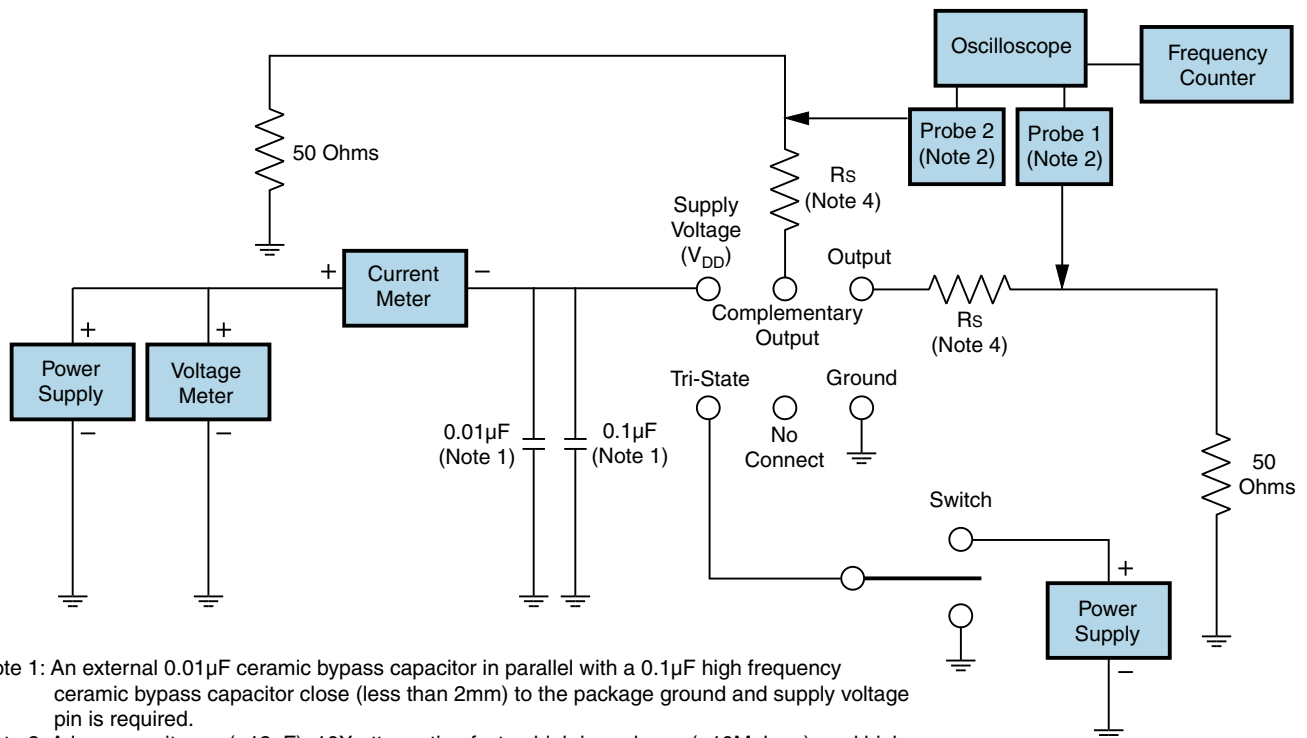 Oscilloscope
Frequency
Counter
Probe 2
(Note 2)
Probe 1
(Note 2)
50 Ohms
RS
(Note 4)
Supply
Voltage
(VDD)
Output
+
Current
Meter
−
Complementary
Output
RS
(Note 4)
+
Power
Supply
−
+
Voltage
Meter
−
Tri-State
Ground
0.01µF
(Note 1)
0.1µF
(Note 1)
No
Connect
50
Ohms
Switch
+
Power
Supply
−
ote 1: An external 0.01µF ceramic bypass capacitor in parallel with a 0.1µF high frequency
ceramic bypass capacitor close (less than 2mm) to the package ground and supply voltage
pin is required.